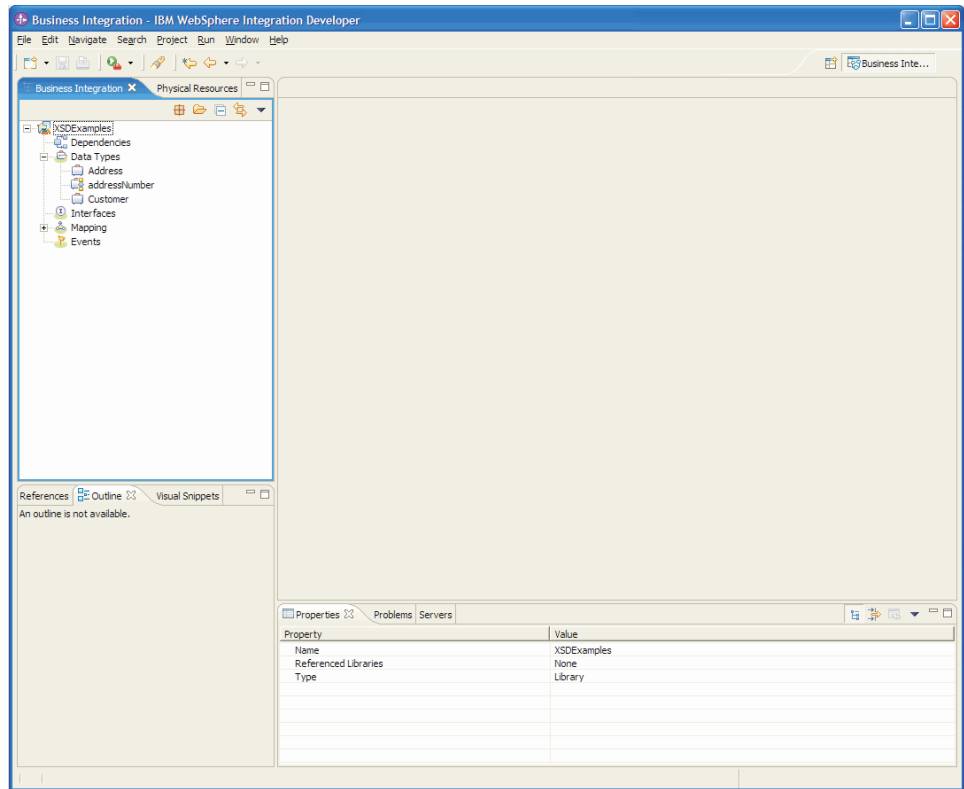 Business Integration - IBM WebSphere Integration Developer
File Edit Navigate Search Project Run Window Help
Business Inte...
Business Integration Physical Resources
XSDExamples
Dependencies
Data Types
Address
addressNumber
Customer
Interfaces
Mapping
Events
References Outline Visual Snippets
An outline is not available.
Properties Problems Servers
Property Value
Name XSDExamples
Referenced Libraries None
Type Library